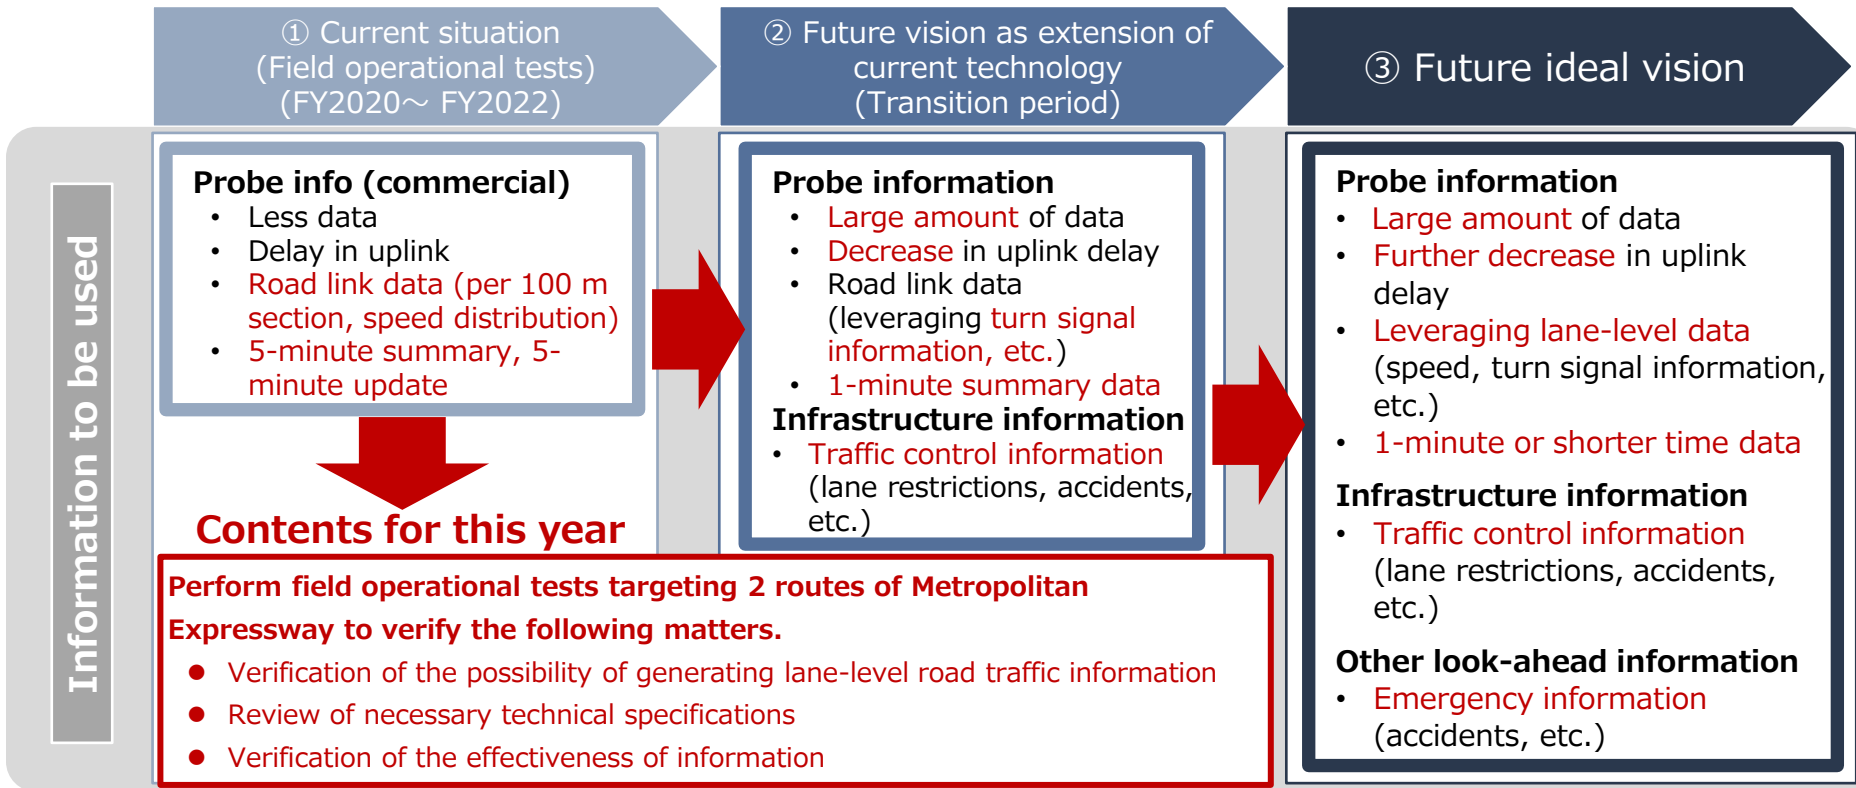 ① Current situation
(Field operational tests)
(FY2020～ FY2022)
② Future vision as extension of
current technology
(Transition period)
③ Future ideal vision
Information to be used
Probe info (commercial)
• Less data
• Delay in uplink
• Road link data (per 100 m
section, speed distribution)
• 5-minute summary, 5-
minute update
Contents for this year
Perform field operational tests targeting 2 routes of Metropolitan
Expressway to verify the following matters.
● Verification of the possibility of generating lane-level road traffic information
● Review of necessary technical specifications
● Verification of the effectiveness of information
Probe information
• Large amount of data
• Decrease in uplink delay
• Road link data
(leveraging turn signal
information, etc.)
• 1-minute summary data
Infrastructure information
• Traffic control information
(lane restrictions, accidents,
etc.)
Probe information
• Large amount of data
• Further decrease in uplink
delay
• Leveraging lane-level data
(speed, turn signal information,
etc.)
• 1-minute or shorter time data
Infrastructure information
• Traffic control information
(lane restrictions, accidents,
etc.)
Other look-ahead information
• Emergency information
(accidents, etc.)